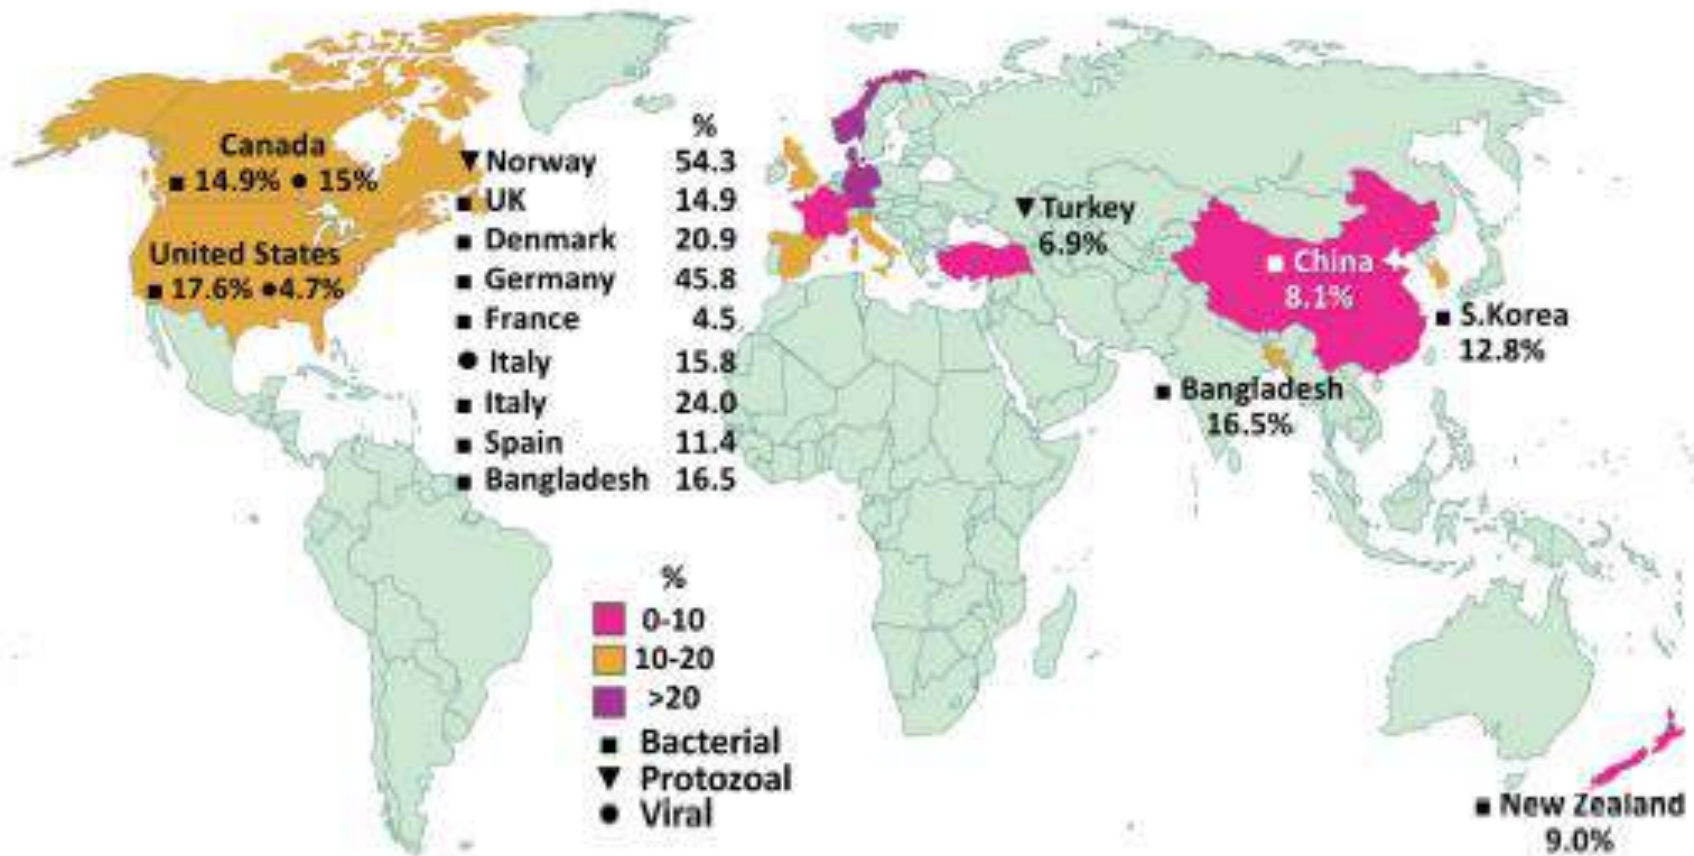 Canada
■ 14.9% ● 15%
United States
■ 17.6% ●4.7%
%
▼ Norway 54.3
■ UK 14.9
■ Denmark 20.9
■ Germany 45.8
■ France 4.5
● Italy 15.8
■ Italy 24.0
■ Spain 11.4
■ Bangladesh 16.5
▼ Turkey
6.9%
■ China
8.1%
■ S.Korea
12.8%
■ Bangladesh
16.5%
%
0-10
10-20
>20
■ Bacterial
▼ Protozoal
● Viral
■ New Zealand
9.0%